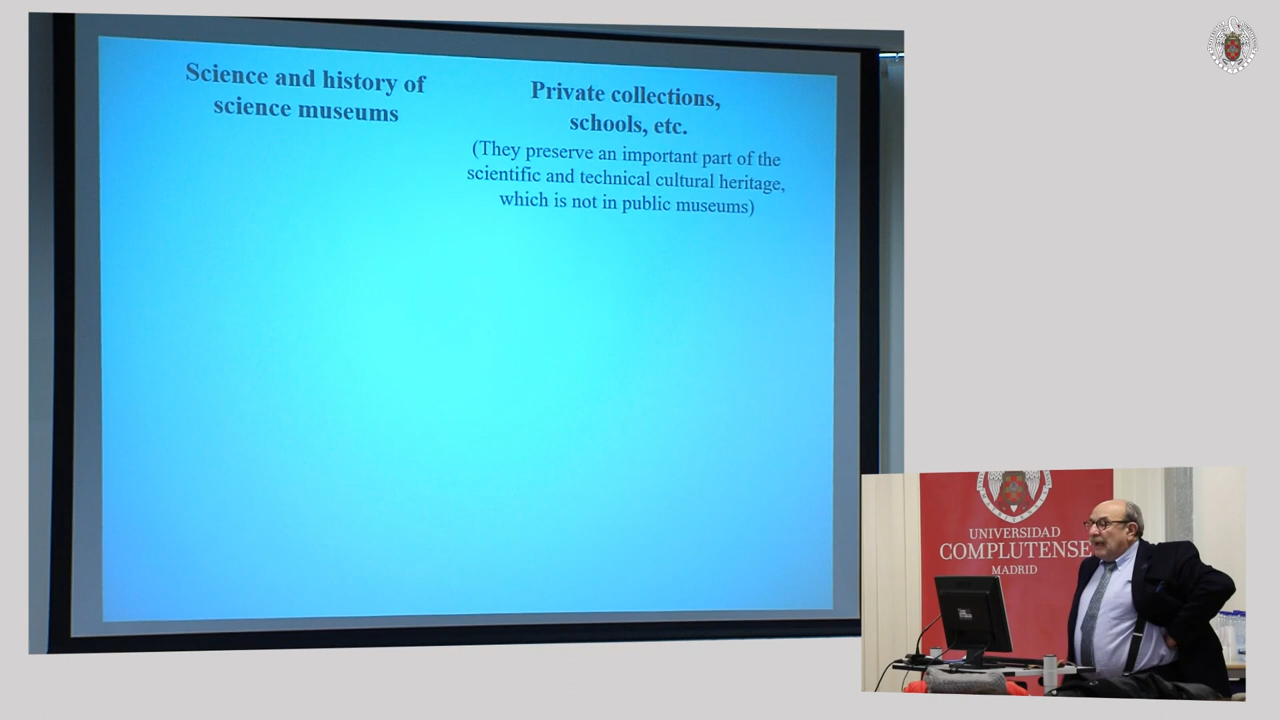 Science and history of
science museums
Private collections,
schools, etc.
(They preserve an important part of the
scientific and technical cultural heritage,
which is not in public museums)
UNIVERSIDAD
COMPLUTENSE
MADRID